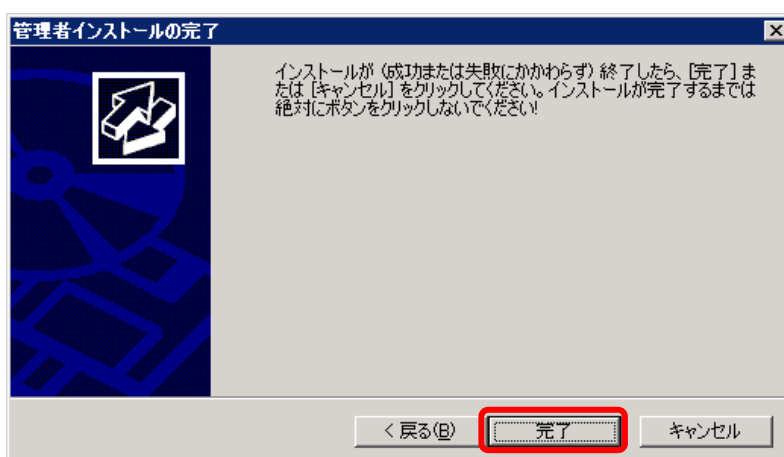 管理者インストールの完了
インストールが (成功または失敗にかかわらず) 終了したら、[完了] ま
たは [キャンセル] をクリックしてください。インストールが完了するまでは
絶対にボタンをクリックしないでください!
< 戻る(B) 完了 キャンセル